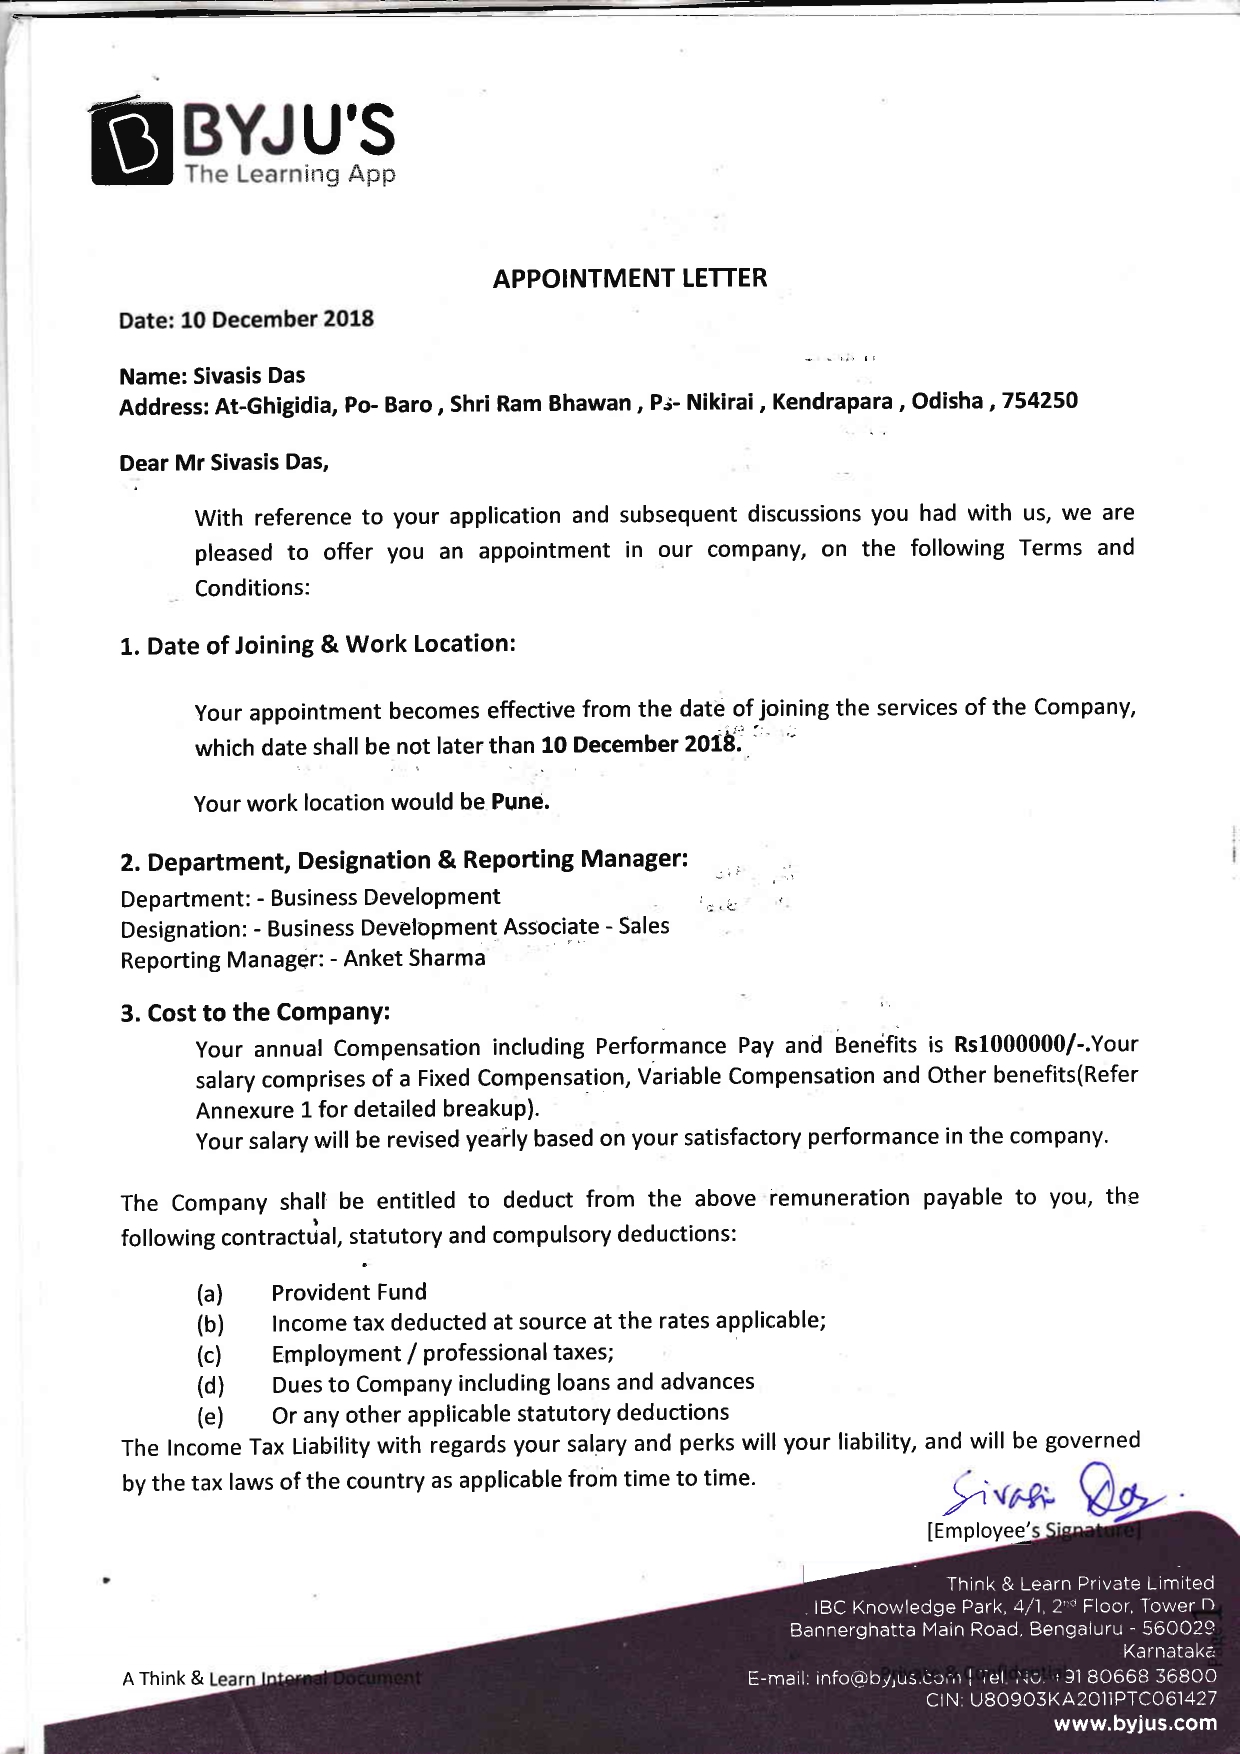 BYJU'S
The Learning App
APPOINTMENT LETTER
Date: 10 December 2018
Name: Sivasis Das
Address: At-Ghigidia, Po- Baro , Shri Ram Bhawan , Ps- Nikirai , Kendrapara , Odisha , 754250
Dear Mr Sivasis Das,
With reference to your application and subsequent discussions you had with us, we are
pleased to offer you an appointment in our company, on the following Terms and
Conditions:
1. Date of Joining & Work Location:
Your appointment becomes effective from the date of joining the services of the Company,
which date shall be not later than 10 December 2018.
Your work location would be Pune.
2. Department, Designation & Reporting Manager:
Department: - Business Development
Designation: - Business Development Associate - Sales
Reporting Manager: - Anket Sharma
3. Cost to the Company:
Your annual Compensation including Performance Pay and Benefits is Rs1000000/-.Your
salary comprises of a Fixed Compensation, Variable Compensation and Other benefits(Refer
Annexure 1 for detailed breakup).
Your salary will be revised yearly based on your satisfactory performance in the company.
The Company shall be entitled to deduct from the above remuneration payable to you, the
following contractual, statutory and compulsory deductions:
(a) Provident Fund
(b) Income tax deducted at source at the rates applicable;
(c) Employment / professional taxes;
(d) Dues to Company including loans and advances
(e) Or any other applicable statutory deductions
The Income Tax Liability with regards your salary and perks will your liability, and will be governed
by the tax laws of the country as applicable from time to time.
Sivasis Das
[Employee's Signature]
Think & Learn Private Limited
IBC Knowledge Park, 4/1, 2nd Floor, Tower D
Bannerghatta Main Road, Bengaluru - 560029
Karnataka
A Think & Learn Internal Document
E-mail: info@byjus.com | Tel. No. +91 80668 36800
CIN: U80903KA2011PTC061427
www.byjus.com